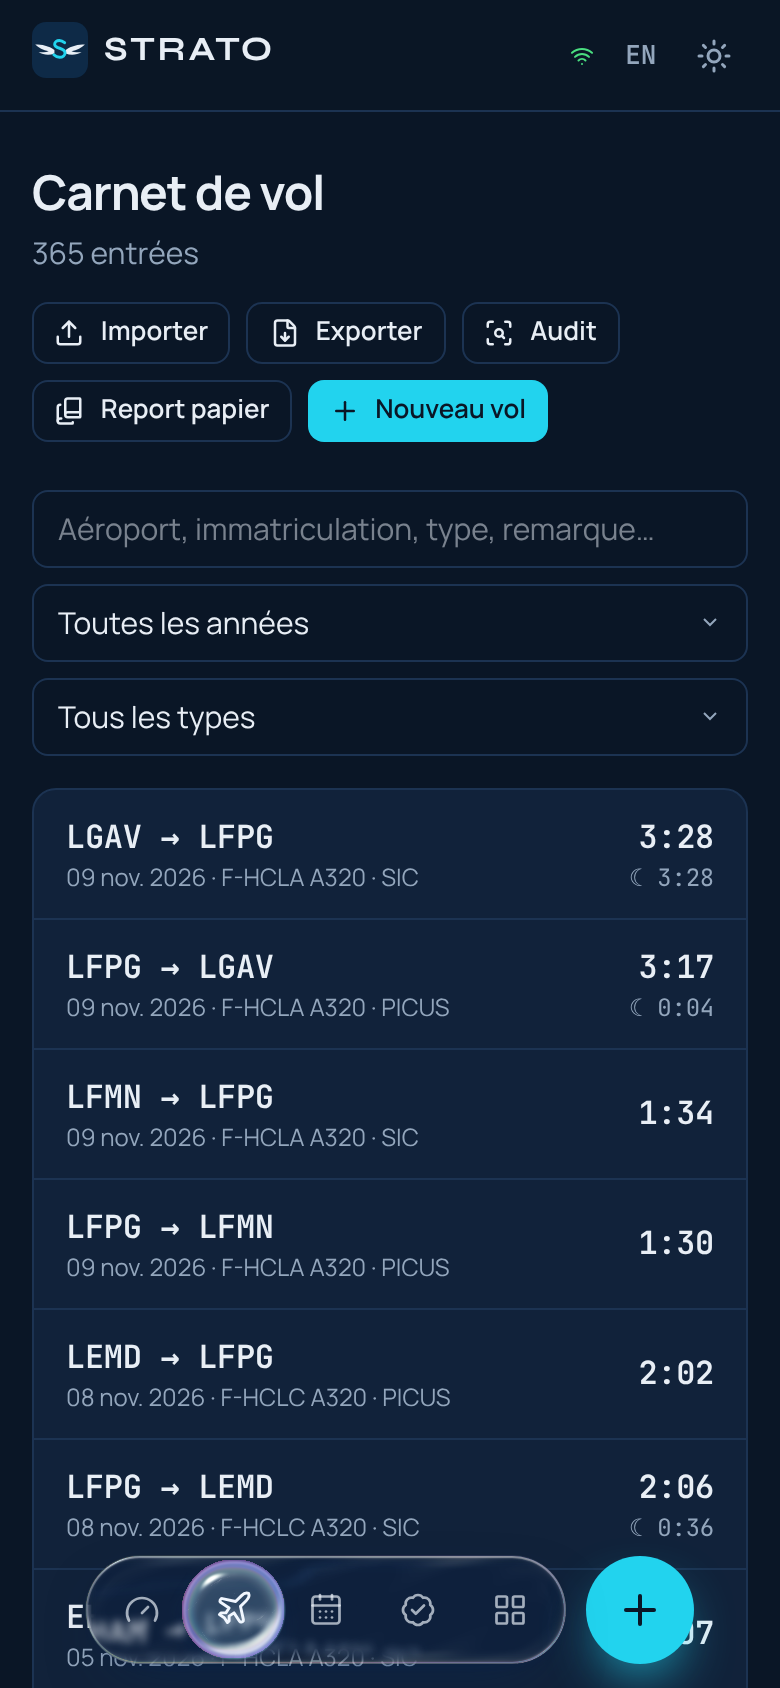 STRATO
EN
Carnet de vol
365 entrées
Importer
Exporter
Audit
Report papier
+ Nouveau vol
Aéroport, immatriculation, type, remarque...
Toutes les années
Tous les types
LGAV → LFPG 3:28
09 nov. 2026 · F-HCLA A320 · SIC ☾ 3:28
LFPG → LGAV 3:17
09 nov. 2026 · F-HCLA A320 · PICUS ☾ 0:04
LFMN → LFPG 1:34
09 nov. 2026 · F-HCLA A320 · SIC
LFPG → LFMN 1:30
09 nov. 2026 · F-HCLA A320 · PICUS
LEMD → LFPG 2:02
08 nov. 2026 · F-HCLC A320 · PICUS
LFPG → LEMD 2:06
08 nov. 2026 · F-HCLC A320 · SIC ☾ 0:36
05 nov. A320 · SIC